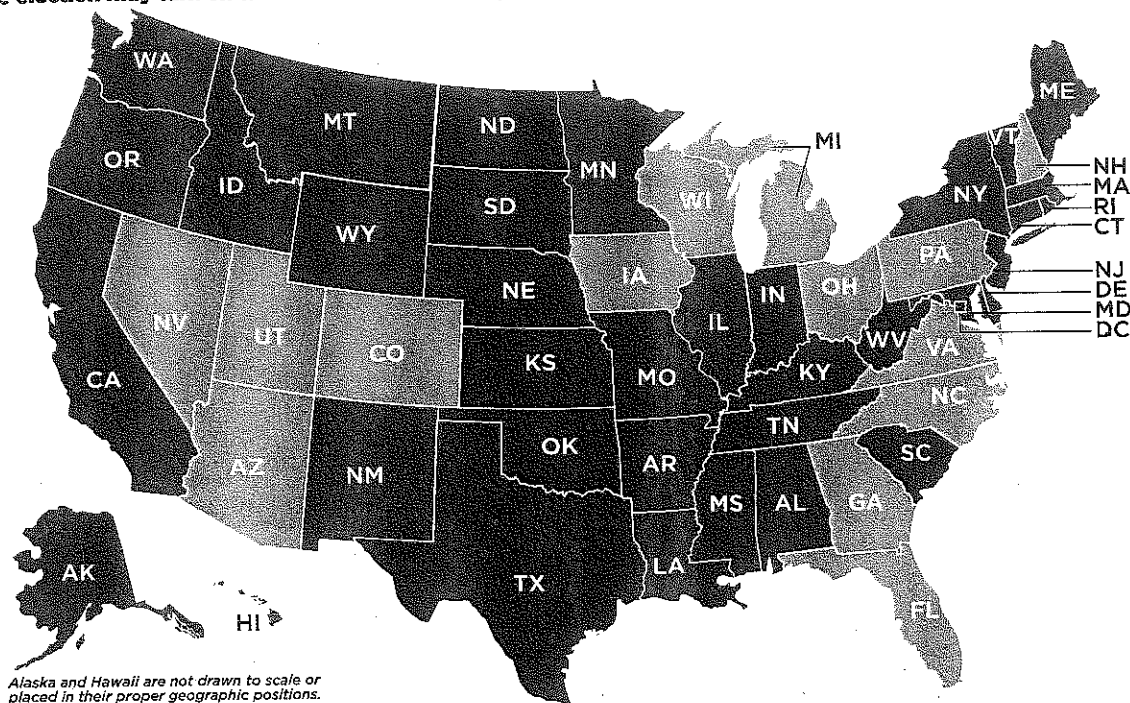 WA
MT
ND
MN
MI
ME
VT
NH
OR
ID
SD
WI
NY
MA
RI
CT
WY
IA
PA
NJ
NE
IL
IN
OH
DE
MD
DC
NV
UT
CO
WV
VA
CA
KS
MO
KY
NC
AZ
NM
OK
AR
TN
SC
MS
AL
GA
AK
HI
TX
LA
FL
Alaska and Hawaii are not drawn to scale or
placed in their proper geographic positions.